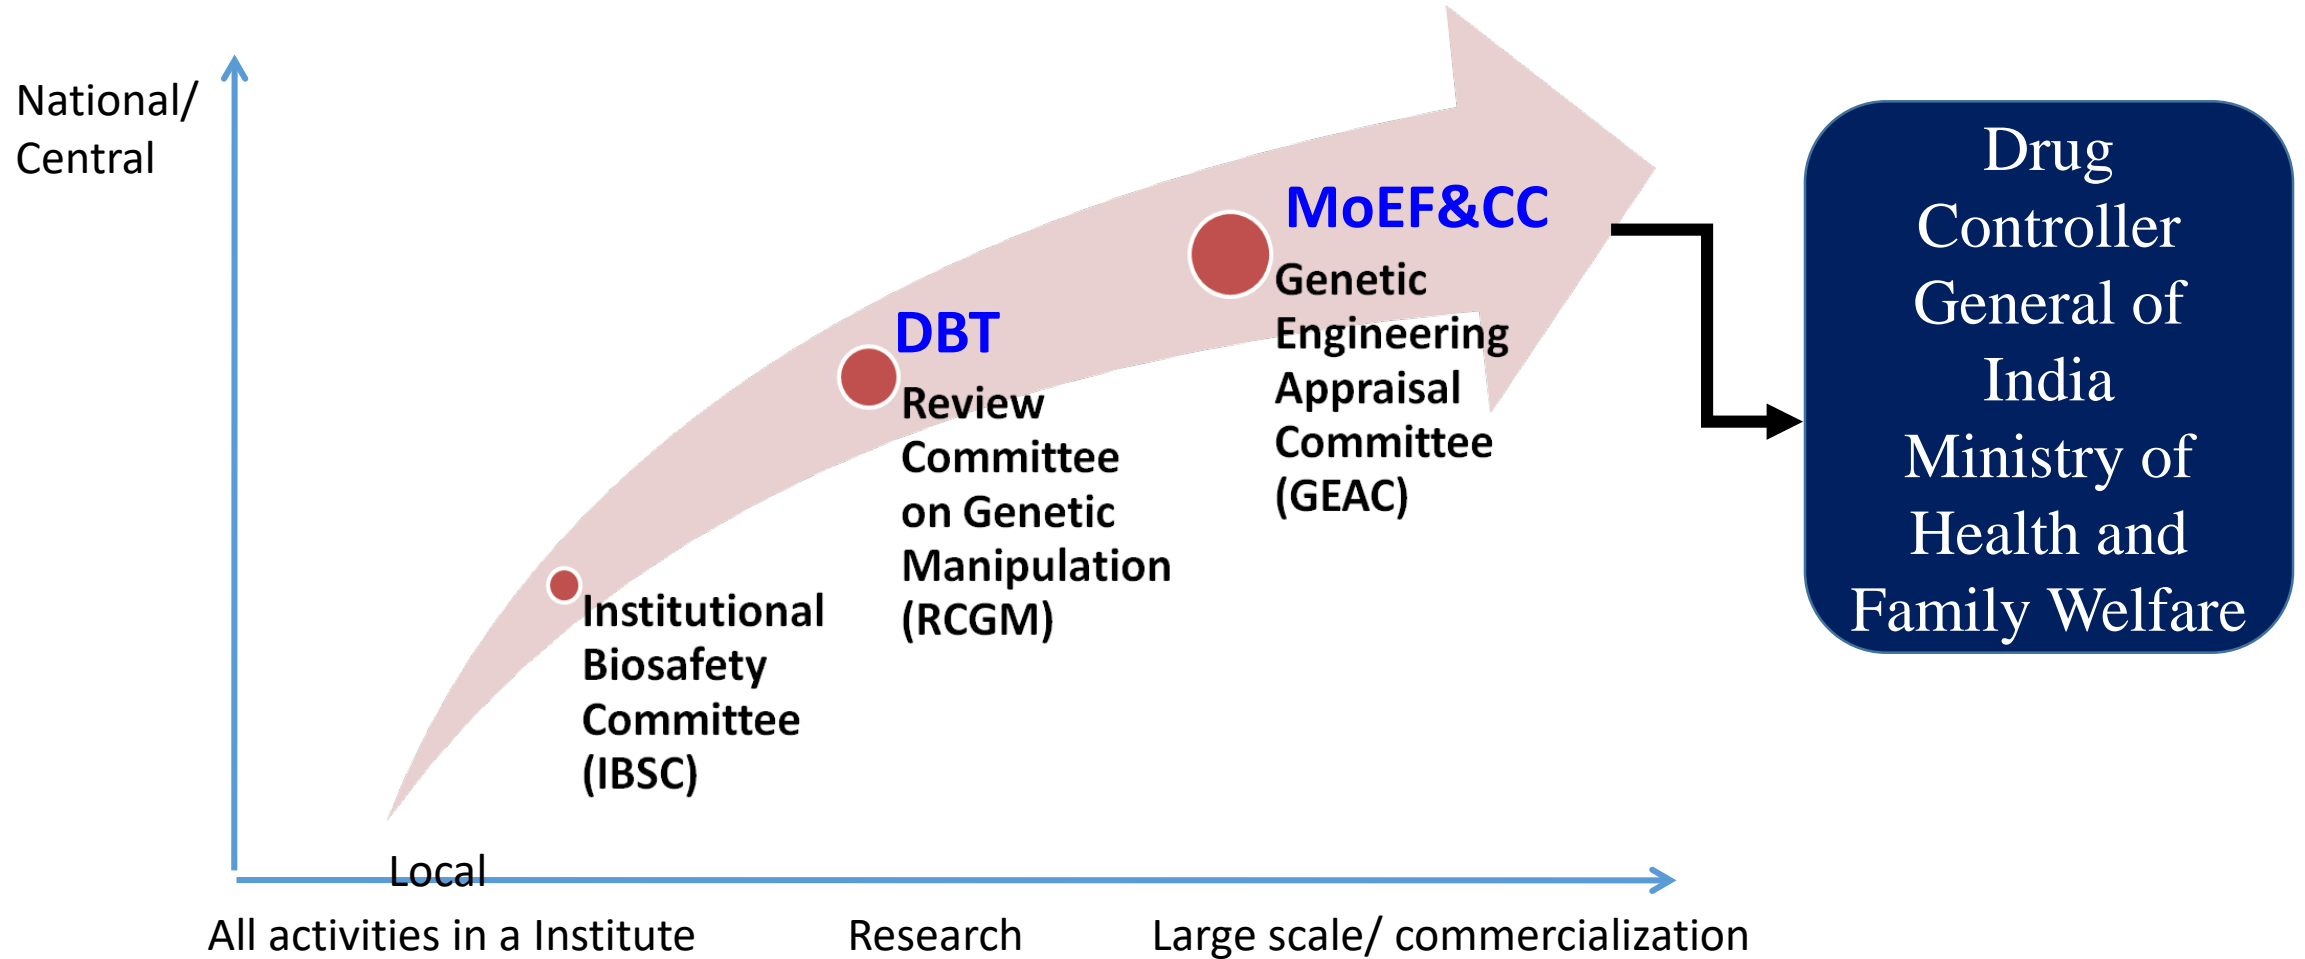 National/
Central
MoEF&CC
Genetic
Engineering
Appraisal
Committee
(GEAC)
DBT
Review
Committee
on Genetic
Manipulation
(RCGM)
Institutional
Biosafety
Committee
(IBSC)
Drug
Controller
General of
India
Ministry of
Health and
Family Welfare
Local
All activities in a Institute
Research
Large scale/ commercialization